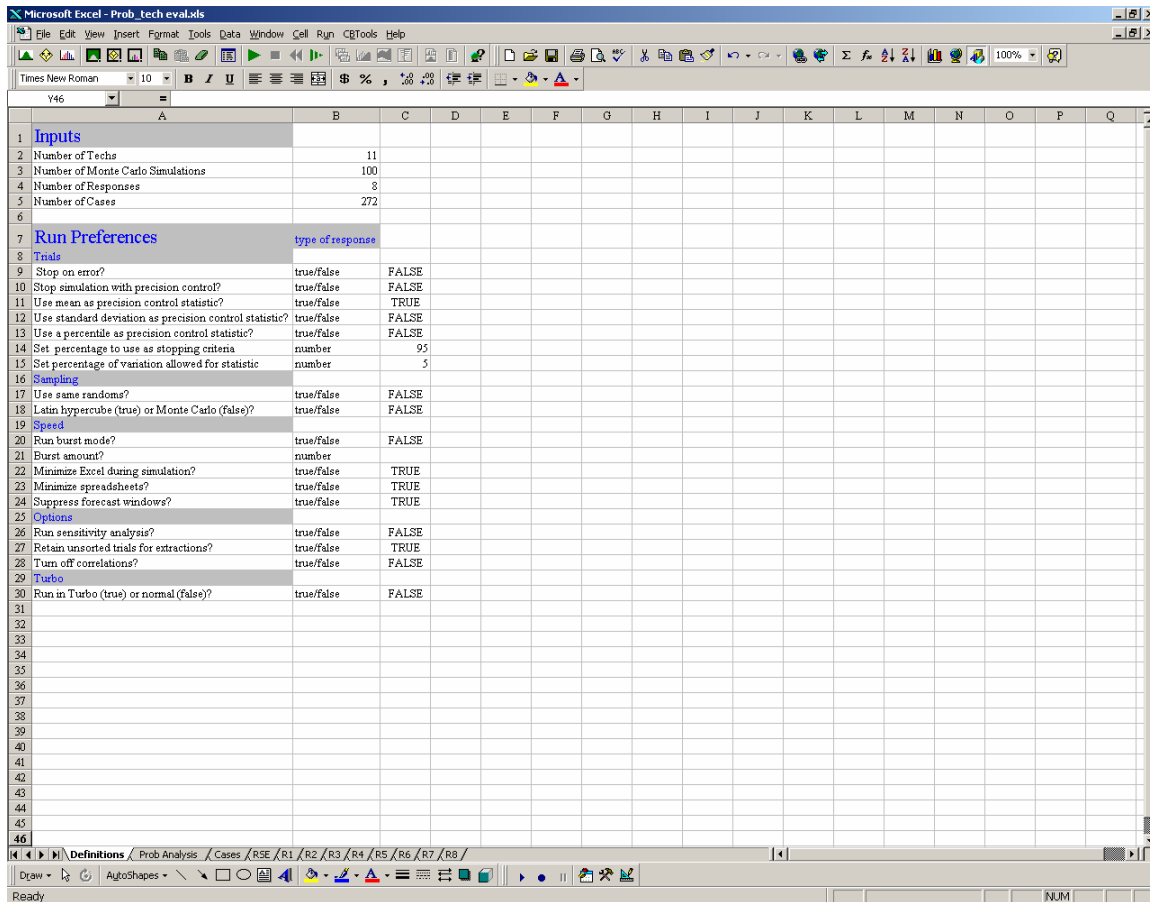 Microsoft Excel - Prob_tech eval.xls
File Edit View Insert Format Tools Data Window Cell Run CBTools Help
100%
Times New Roman 10 B I U $ % ,
Y46 =
A B C D E F G H I J K L M N O P Q
1 Inputs
2 Number of Techs 11
3 Number of Monte Carlo Simulations 100
4 Number of Responses 8
5 Number of Cases 272
6
7 Run Preferences type of response
8 Trials
9 Stop on error? true/false FALSE
10 Stop simulation with precision control? true/false FALSE
11 Use mean as precision control statistic? true/false TRUE
12 Use standard deviation as precision control statistic? true/false FALSE
13 Use a percentile as precision control statistic? true/false FALSE
14 Set percentage to use as stopping criteria number 95
15 Set percentage of variation allowed for statistic number 5
16 Sampling
17 Use same randoms? true/false FALSE
18 Latin hypercube (true) or Monte Carlo (false)? true/false FALSE
19 Speed
20 Run burst mode? true/false FALSE
21 Burst amount? number
22 Minimize Excel during simulation? true/false TRUE
23 Minimize spreadsheets? true/false TRUE
24 Suppress forecast windows? true/false TRUE
25 Options
26 Run sensitivity analysis? true/false FALSE
27 Retain unsorted trials for extractions? true/false TRUE
28 Turn off correlations? true/false FALSE
29 Turbo
30 Run in Turbo (true) or normal (false)? true/false FALSE
31
32
33
34
35
36
37
38
39
40
41
42
43
44
45
46
Definitions / Prob Analysis / Cases / RSE / R1 / R2 / R3 / R4 / R5 / R6 / R7 / R8 /
Draw AutoShapes
Ready NUM